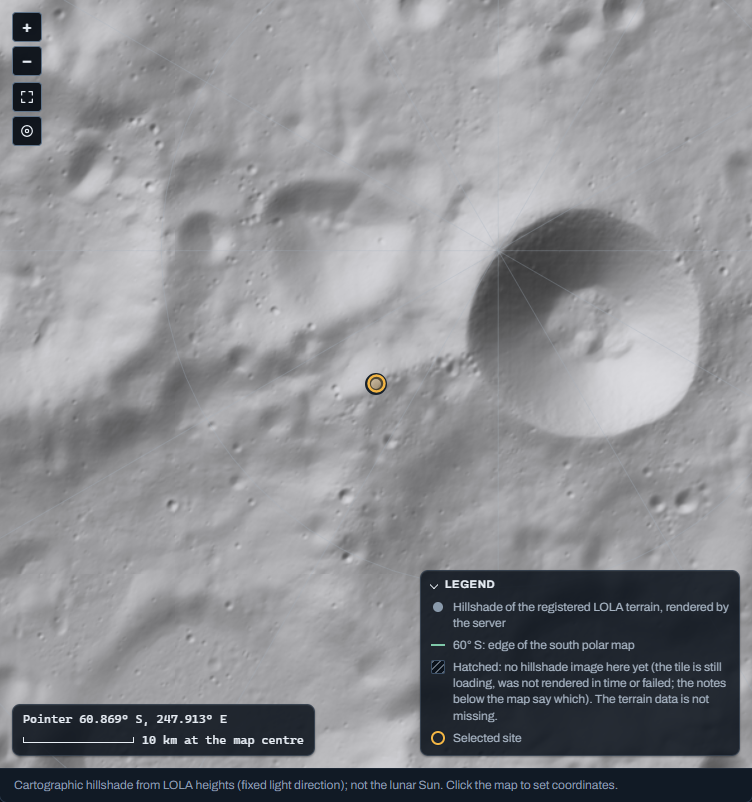 +
−
LEGEND
Hillshade of the registered LOLA terrain, rendered by
the server
60° S: edge of the south polar map
Hatched: no hillshade image here yet (the tile is still
loading, was not rendered in time or failed; the notes
below the map say which). The terrain data is not
missing.
Selected site
Pointer 60.869° S, 247.913° E
10 km at the map centre
Cartographic hillshade from LOLA heights (fixed light direction); not the lunar Sun. Click the map to set coordinates.